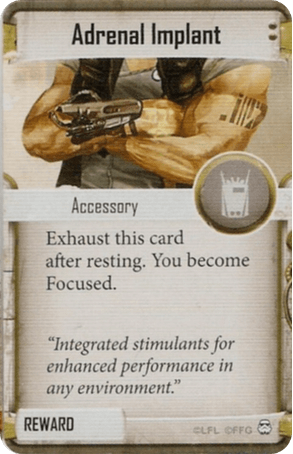 Adrenal Implant
Accessory
Exhaust this card
after resting. You become
Focused.
“Integrated stimulants for
enhanced performance in
any environment.”
REWARD
©LFL ©FFG